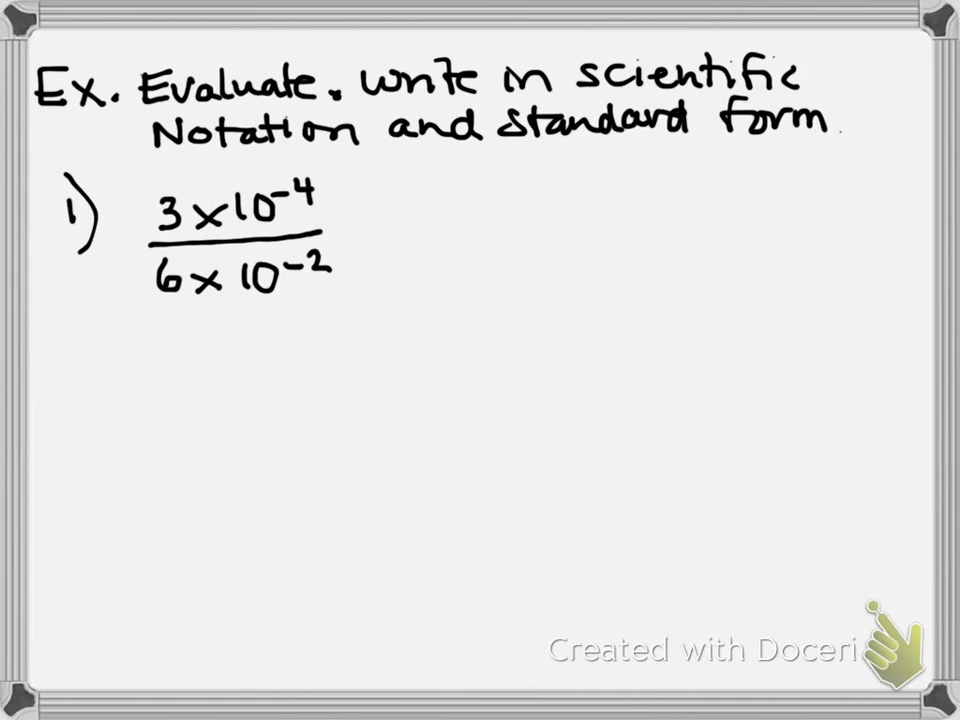 Ex. Evaluate. Write in scientific
Notation and standard form.
1) 3 x 10^-4
6 x 10^-2
Created with Doceri